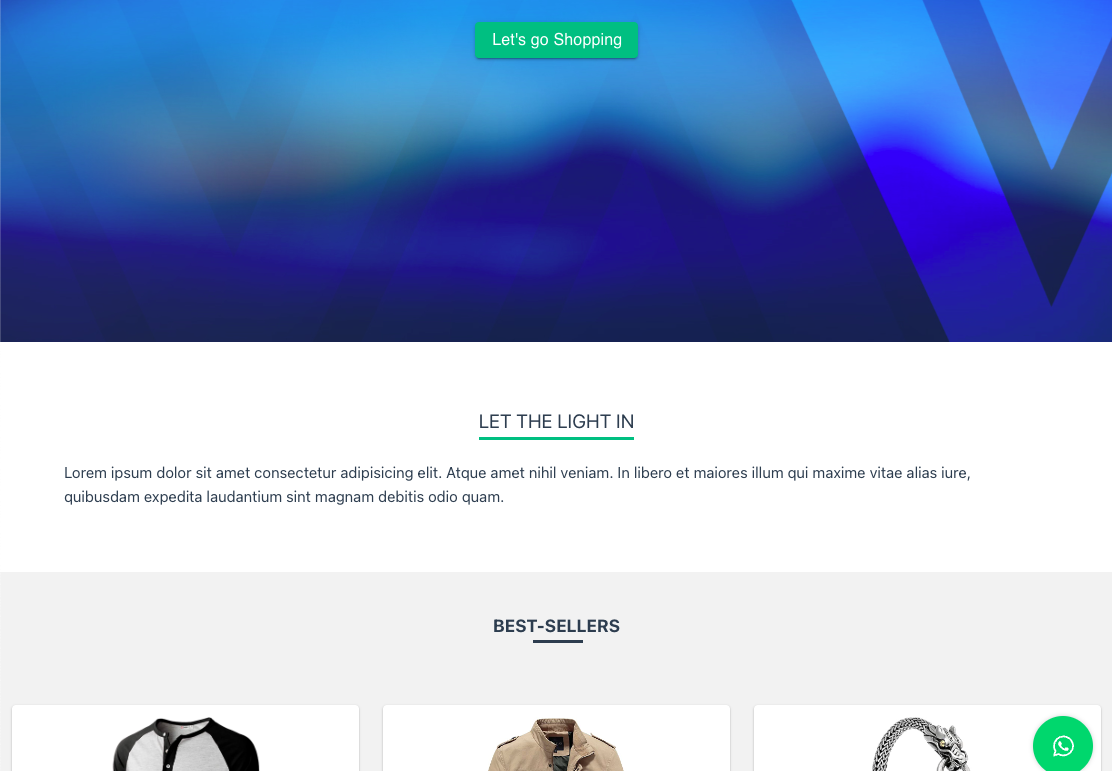 Let's go Shopping
LET THE LIGHT IN
Lorem ipsum dolor sit amet consectetur adipisicing elit. Atque amet nihil veniam. In libero et maiores illum qui maxime vitae alias iure,
quibusdam expedita laudantium sint magnam debitis odio quam.
BEST-SELLERS